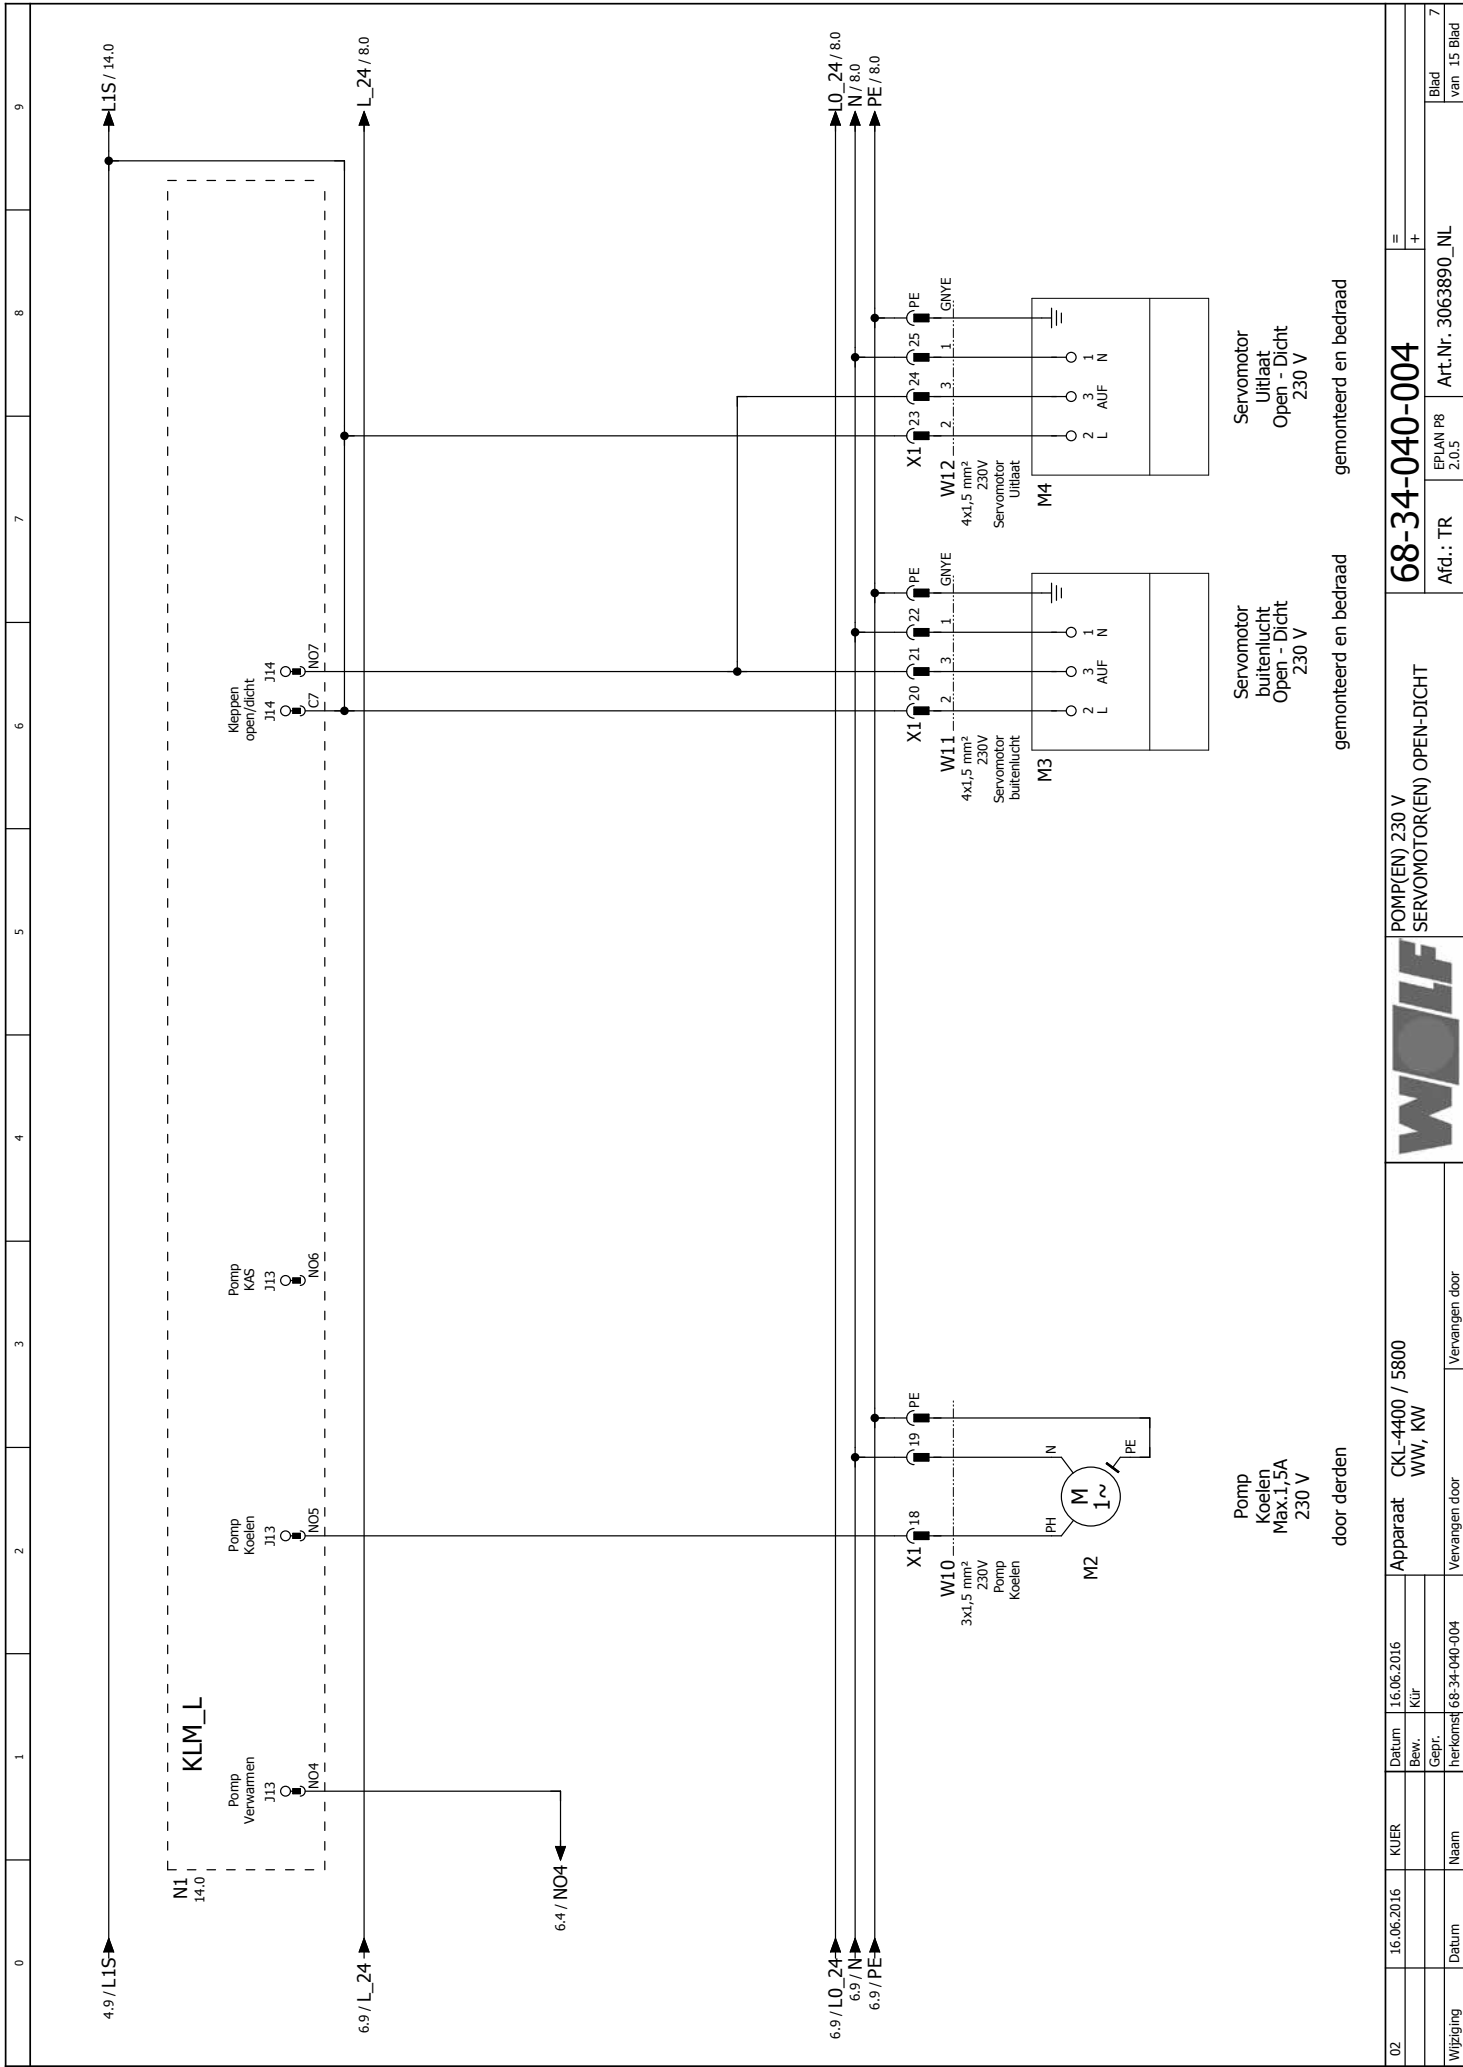 0 1 2 3 4 5 6 7 8 9
4.9 / L1S
L1S / 14.0
N1
14.0
KLM_L
Pomp
Verwarmen
J13
NO4
Pomp
Koelen
J13
NO5
Pomp
KAS
J13
NO6
Kleppen
open/dicht
J14 J14
C7 NO7
6.9 / L_24
L_24 / 8.0
6.4 / NO4
6.9 / L0_24
L0_24 / 8.0
6.9 / N
N / 8.0
6.9 / PE
PE / 8.0
X1 18 19 PE
W10
3x1,5 mm²
230V
Pomp
Koelen
PH N
M
1~
PE
M2
Pomp
Koelen
Max.1,5A
230 V
door derden
X1 20 21 22 PE
W11 2 3 1 GNYE
4x1,5 mm²
230V
Servomotor
buitenlucht
M3
2 3 1
L AUF N
Servomotor
buitenlucht
Open - Dicht
230 V
gemonteerd en bedraad
X1 23 24 25 PE
W12 2 3 1 GNYE
4x1,5 mm²
230V
Servomotor
Uitlaat
M4
2 3 1
L AUF N
Servomotor
Uitlaat
Open - Dicht
230 V
gemonteerd en bedraad
02 16.06.2016 KUER
Wijziging Datum Naam
Datum 16.06.2016
Bew. Kür
Gepr.
herkomst 68-34-040-004
Apparaat CKL-4400 / 5800
WW, KW
Vervangen door Vervangen door
WOLF
POMP(EN) 230 V
SERVOMOTOR(EN) OPEN-DICHT
68-34-040-004
=
+
Afd.: TR
EPLAN P8
2.0.5
Art.Nr. 3063890_NL
Blad 7
van 15 Blad